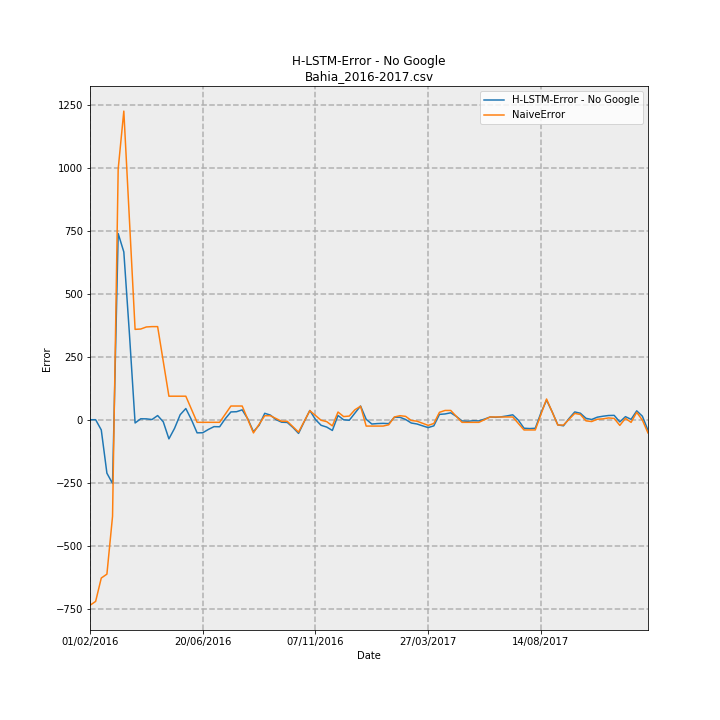 H-LSTM-Error - No Google
Bahia_2016-2017.csv
H-LSTM-Error - No Google
NaiveError
1250
1000
750
500
250
0
−250
−500
−750
Error
01/02/2016 20/06/2016 07/11/2016 27/03/2017 14/08/2017
Date